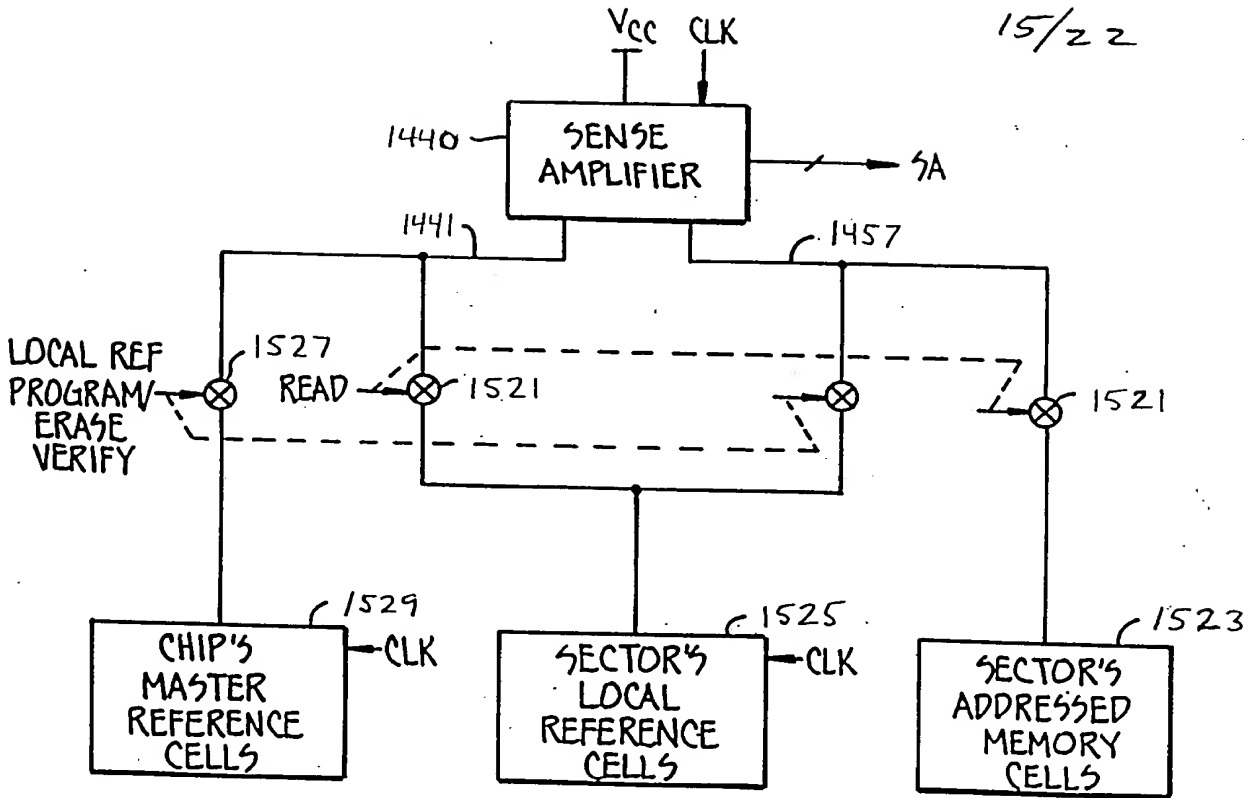 15/22
VCC CLK
1440
SENSE
AMPLIFIER
SA
1441
1457
LOCAL REF
PROGRAM/
ERASE
VERIFY
1527
READ
1521
1521
1529
CHIP'S
MASTER
REFERENCE
CELLS
CLK
1525
SECTOR'S
LOCAL
REFERENCE
CELLS
CLK
1523
SECTOR'S
ADDRESSED
MEMORY
CELLS